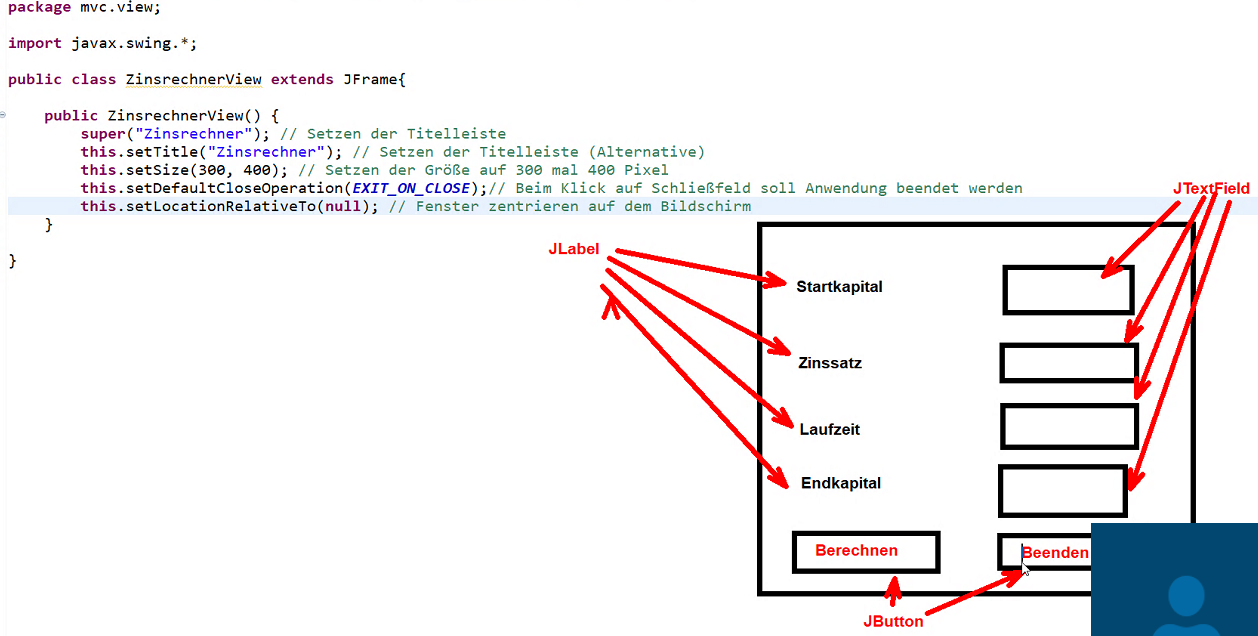 package mvc.view;
import javax.swing.*;
public class ZinsrechnerView extends JFrame{
public ZinsrechnerView() {
super("Zinsrechner"); // Setzen der Titelleiste
this.setTitle("Zinsrechner"); // Setzen der Titelleiste (Alternative)
this.setSize(300, 400); // Setzen der Größe auf 300 mal 400 Pixel
this.setDefaultCloseOperation(EXIT_ON_CLOSE);// Beim Klick auf Schließfeld soll Anwendung beendet werden
this.setLocationRelativeTo(null); // Fenster zentrieren auf dem Bildschirm
}
}
JTextField
JLabel
Startkapital
Zinssatz
Laufzeit
Endkapital
Berechnen
Beenden
JButton